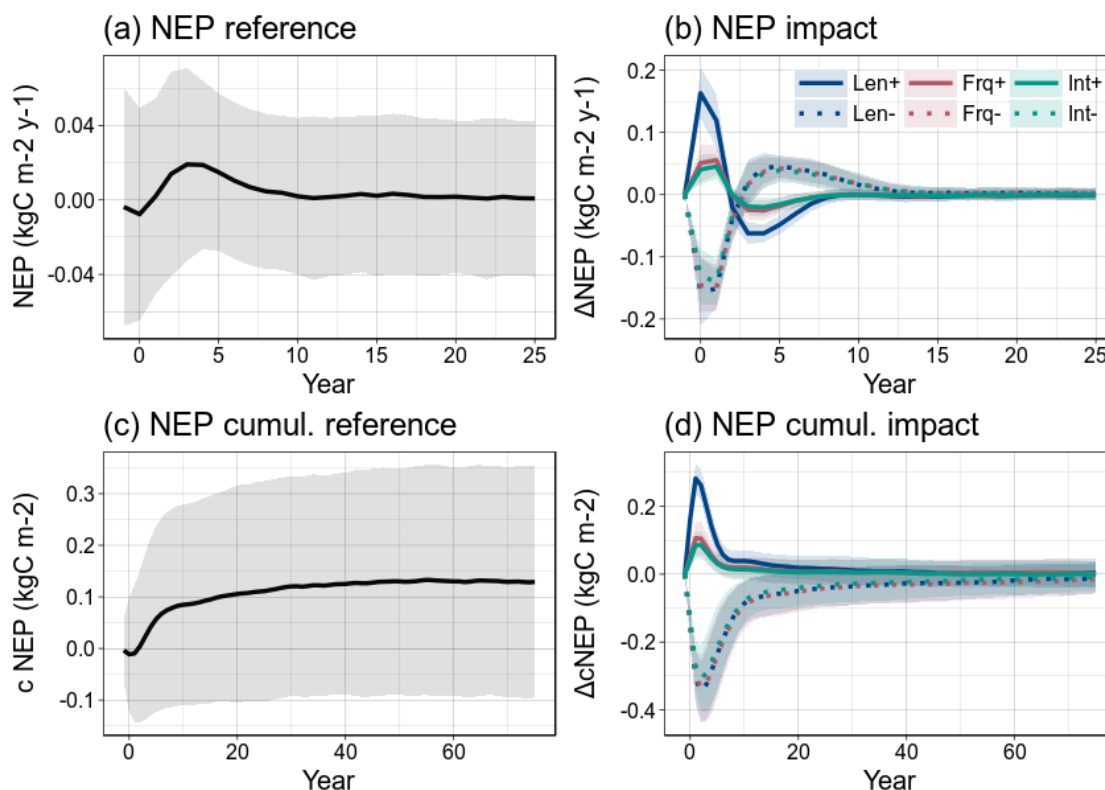 (a) NEP reference
NEP (kgC m-2 y-1)
0.04
0.00
-0.04
0 5 10 15 20 25
Year
(b) NEP impact
ΔNEP (kgC m-2 y-1)
0.2
0.1
0.0
-0.1
-0.2
Len+ Frq+ Int+
Len- Frq- Int-
0 5 10 15 20 25
Year
(c) NEP cumul. reference
c NEP (kgC m-2)
0.3
0.2
0.1
0.0
-0.1
0 20 40 60
Year
(d) NEP cumul. impact
ΔcNEP (kgC m-2)
0.2
0.0
-0.2
-0.4
0 20 40 60
Year